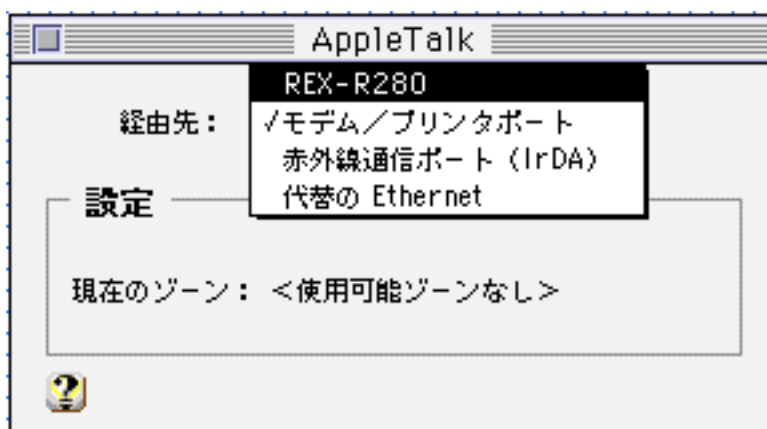 AppleTalk
REX-R280
経由先：
✓モデム／プリンタポート
赤外線通信ポート（IrDA）
代替の Ethernet
設定
現在のゾーン： ＜使用可能ゾーンなし＞